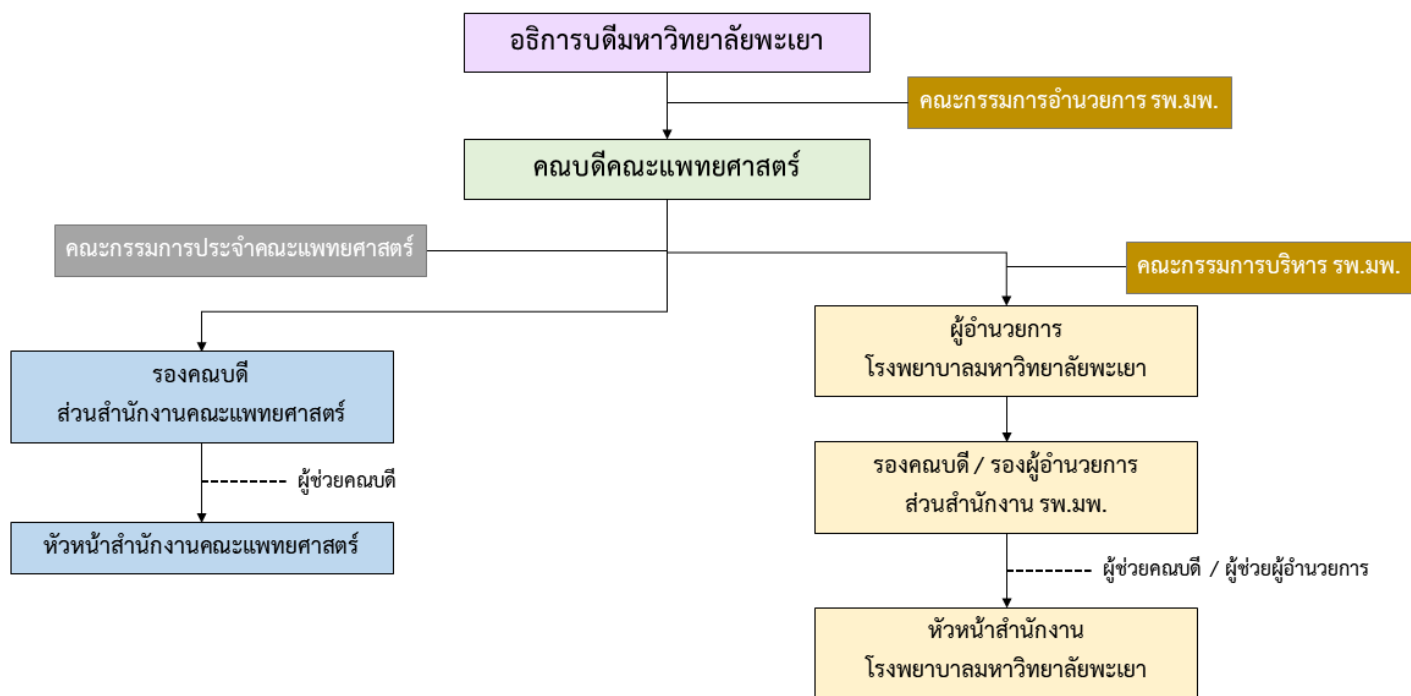 อธิการบดีมหาวิทยาลัยพะเยา
คณะกรรมการอำนวยการ รพ.มพ.
คณบดีคณะแพทยศาสตร์
คณะกรรมการประจำคณะแพทยศาสตร์
คณะกรรมการบริหาร รพ.มพ.
รองคณบดี
ส่วนสำนักงานคณะแพทยศาสตร์
ผู้ช่วยคณบดี
หัวหน้าสำนักงานคณะแพทยศาสตร์
ผู้อำนวยการ
โรงพยาบาลมหาวิทยาลัยพะเยา
รองคณบดี / รองผู้อำนวยการ
ส่วนสำนักงาน รพ.มพ.
ผู้ช่วยคณบดี / ผู้ช่วยผู้อำนวยการ
หัวหน้าสำนักงาน
โรงพยาบาลมหาวิทยาลัยพะเยา